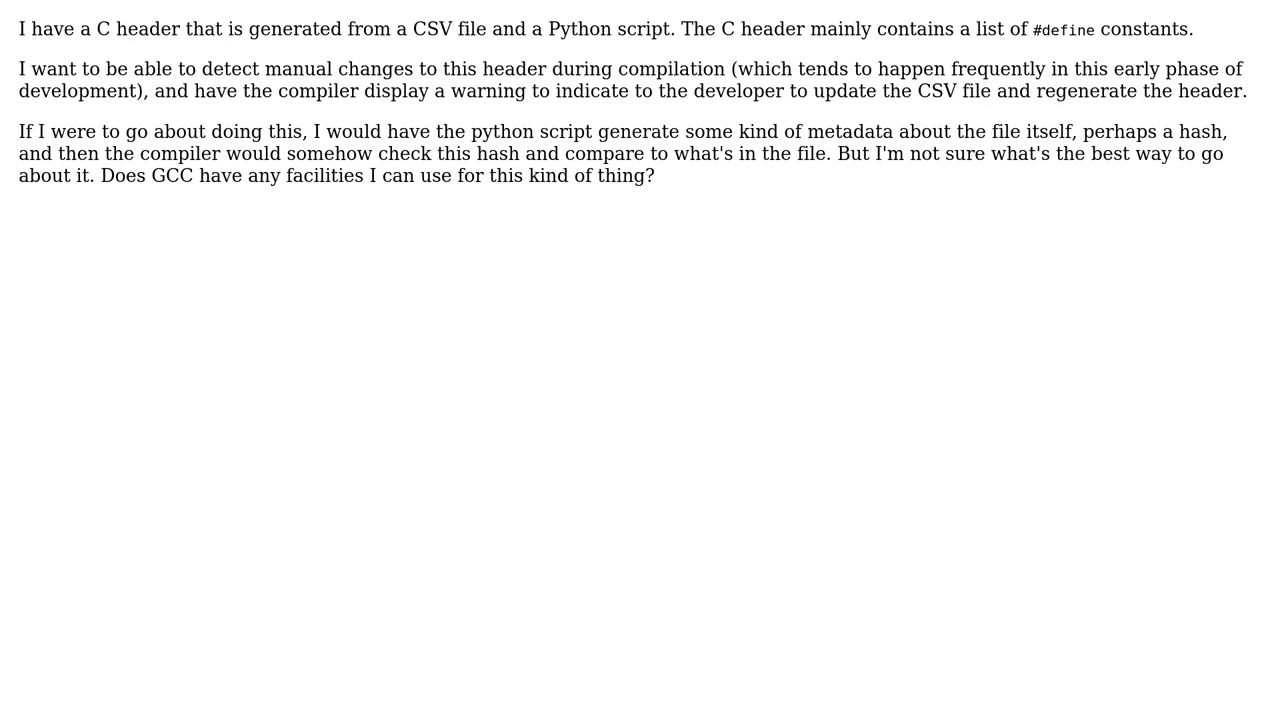 I have a C header that is generated from a CSV file and a Python script. The C header mainly contains a list of #define constants.
I want to be able to detect manual changes to this header during compilation (which tends to happen frequently in this early phase of
development), and have the compiler display a warning to indicate to the developer to update the CSV file and regenerate the header.
If I were to go about doing this, I would have the python script generate some kind of metadata about the file itself, perhaps a hash,
and then the compiler would somehow check this hash and compare to what's in the file. But I'm not sure what's the best way to go
about it. Does GCC have any facilities I can use for this kind of thing?